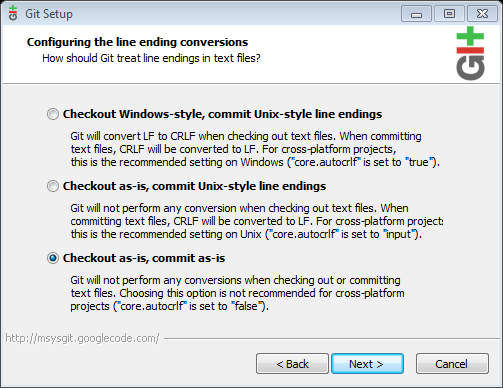 Git Setup
Configuring the line ending conversions
How should Git treat line endings in text files?
Git
Checkout Windows-style, commit Unix-style line endings
Git will convert LF to CRLF when checking out text files. When committing
text files, CRLF will be converted to LF. For cross-platform projects,
this is the recommended setting on Windows ("core.autocrlf" is set to "true").
Checkout as-is, commit Unix-style line endings
Git will not perform any conversion when checking out text files. When
committing text files, CRLF will be converted to LF. For cross-platform projects
this is the recommended setting on Unix ("core.autocrlf" is set to "input").
Checkout as-is, commit as-is
Git will not perform any conversions when checking out or committing
text files. Choosing this option is not recommended for cross-platform
projects ("core.autocrlf" is set to "false").
http://msysgit.googlecode.com/
< Back
Next >
Cancel